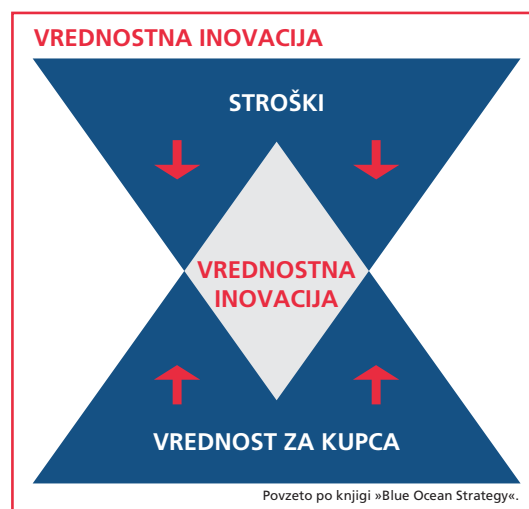 VREDNOSTNA INOVACIJA
STROŠKI
VREDNOSTNA
INOVACIJA
VREDNOST ZA KUPCA
Povzeto po knjigi »Blue Ocean Strategy«.